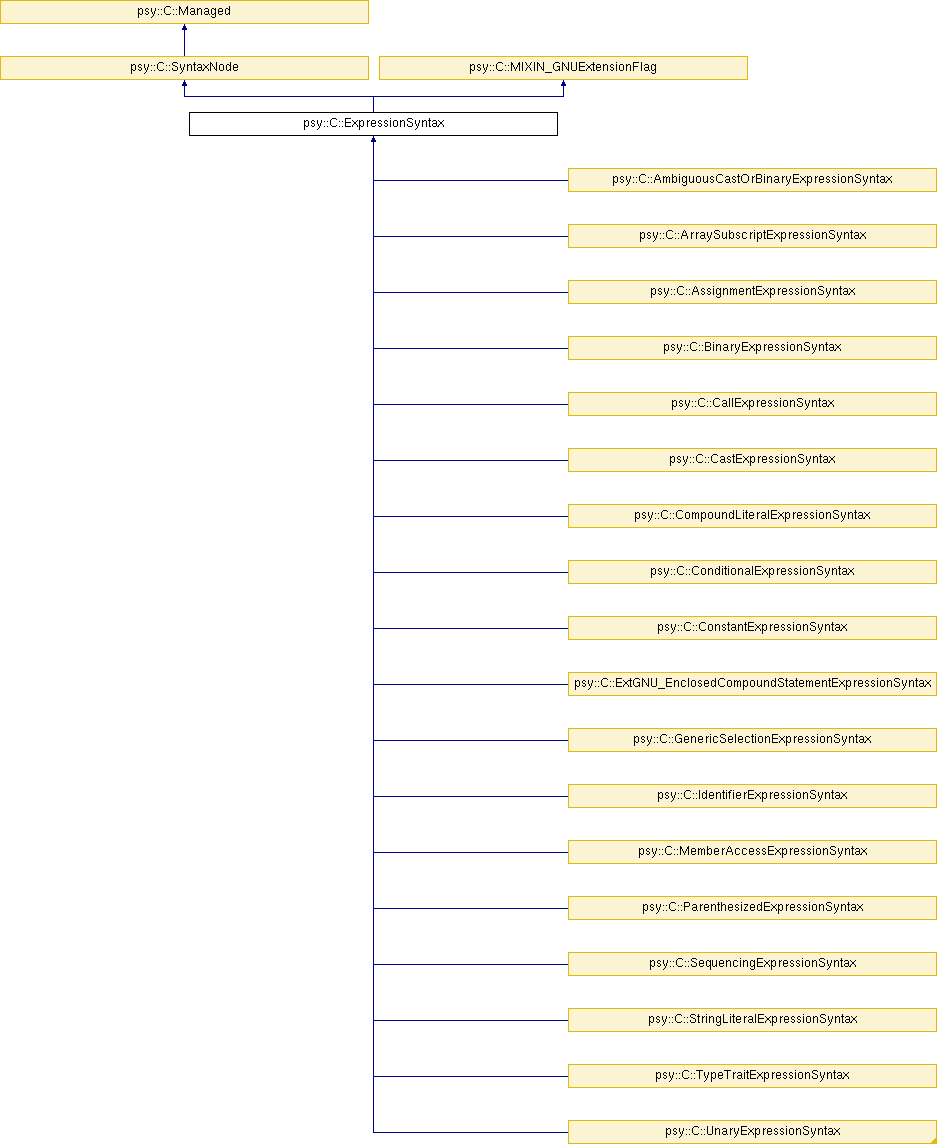 psy::C::Managed
psy::C::SyntaxNode
psy::C::MIXIN_GNUExtensionFlag
psy::C::ExpressionSyntax
psy::C::AmbiguousCastOrBinaryExpressionSyntax
psy::C::ArraySubscriptExpressionSyntax
psy::C::AssignmentExpressionSyntax
psy::C::BinaryExpressionSyntax
psy::C::CallExpressionSyntax
psy::C::CastExpressionSyntax
psy::C::CompoundLiteralExpressionSyntax
psy::C::ConditionalExpressionSyntax
psy::C::ConstantExpressionSyntax
psy::C::ExtGNU_EnclosedCompoundStatementExpressionSyntax
psy::C::GenericSelectionExpressionSyntax
psy::C::IdentifierExpressionSyntax
psy::C::MemberAccessExpressionSyntax
psy::C::ParenthesizedExpressionSyntax
psy::C::SequencingExpressionSyntax
psy::C::StringLiteralExpressionSyntax
psy::C::TypeTraitExpressionSyntax
psy::C::UnaryExpressionSyntax